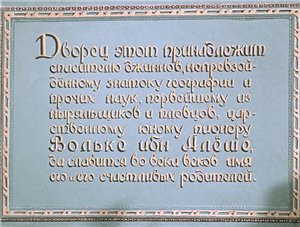 Дворец этот принадлежит
спасителю джиннов, непревзой-
дённому знатоку географии и
прочих наук, первейшему из
ныряльщиков и пловцов, цар-
ственному юному пионеру
Вольке ибн Алёше,
да славится во веки веков имя
его и его счастливых родителей.